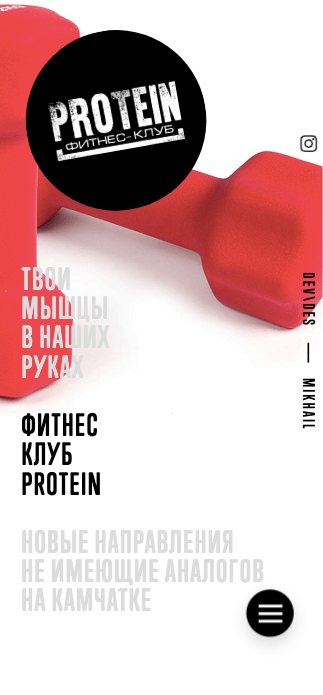 PROTEIN
ФИТНЕС-КЛУБ
ТВОИ
МЫШЦЫ
В НАШИХ
РУКАХ
DEV\DES — MIKHAIL
ФИТНЕС
КЛУБ
PROTEIN
НОВЫЕ НАПРАВЛЕНИЯ
НЕ ИМЕЮЩИЕ АНАЛОГОВ
НА КАМЧАТКЕ